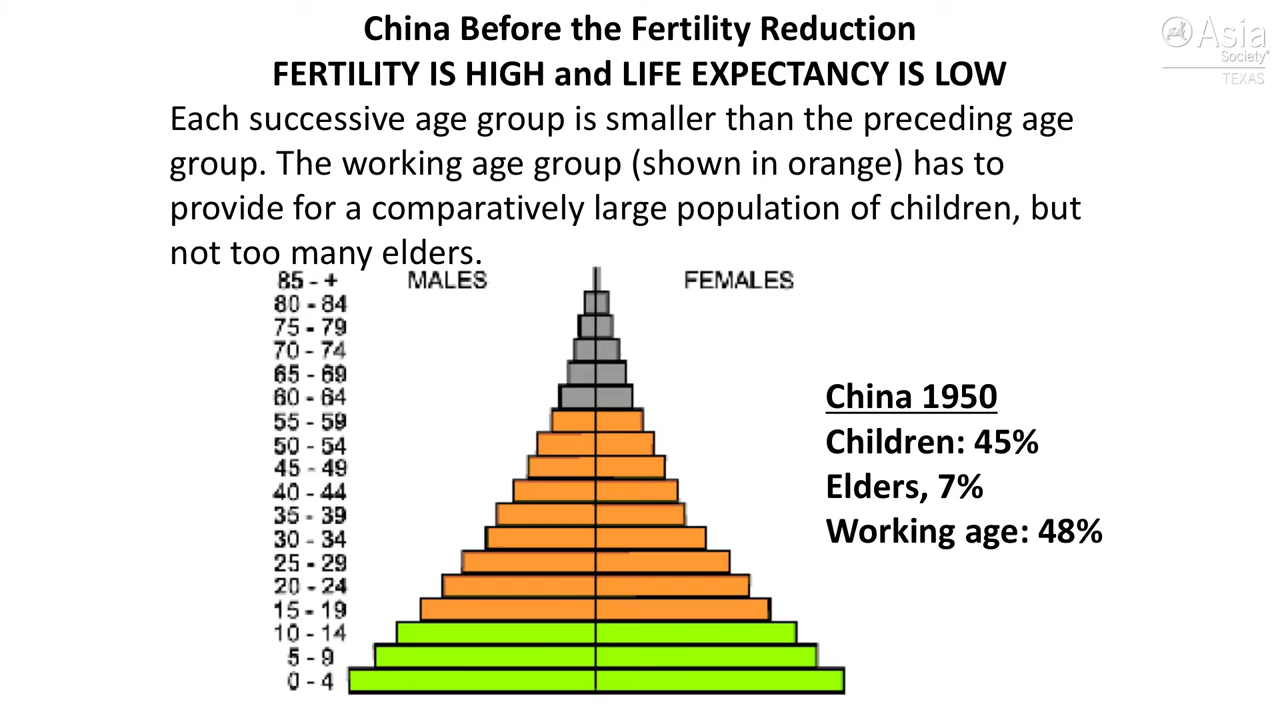 China Before the Fertility Reduction
FERTILITY IS HIGH and LIFE EXPECTANCY IS LOW
Asia
Society®
TEXAS
Each successive age group is smaller than the preceding age
group. The working age group (shown in orange) has to
provide for a comparatively large population of children, but
not too many elders.
85 - + MALES FEMALES
80 - 84
75 - 79
70 - 74
65 - 69
60 - 64
55 - 59
50 - 54
45 - 49
40 - 44
35 - 39
30 - 34
25 - 29
20 - 24
15 - 19
10 - 14
5 - 9
0 - 4
China 1950
Children: 45%
Elders, 7%
Working age: 48%